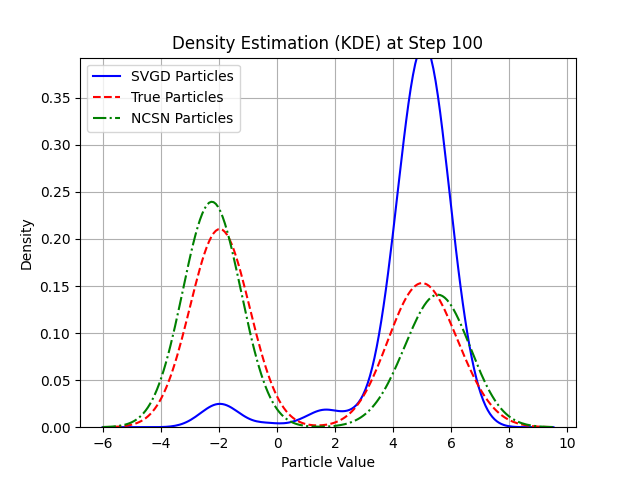 Density Estimation (KDE) at Step 100
SVGD Particles
True Particles
NCSN Particles
Density
0.35
0.30
0.25
0.20
0.15
0.10
0.05
0.00
−6 −4 −2 0 2 4 6 8 10
Particle Value